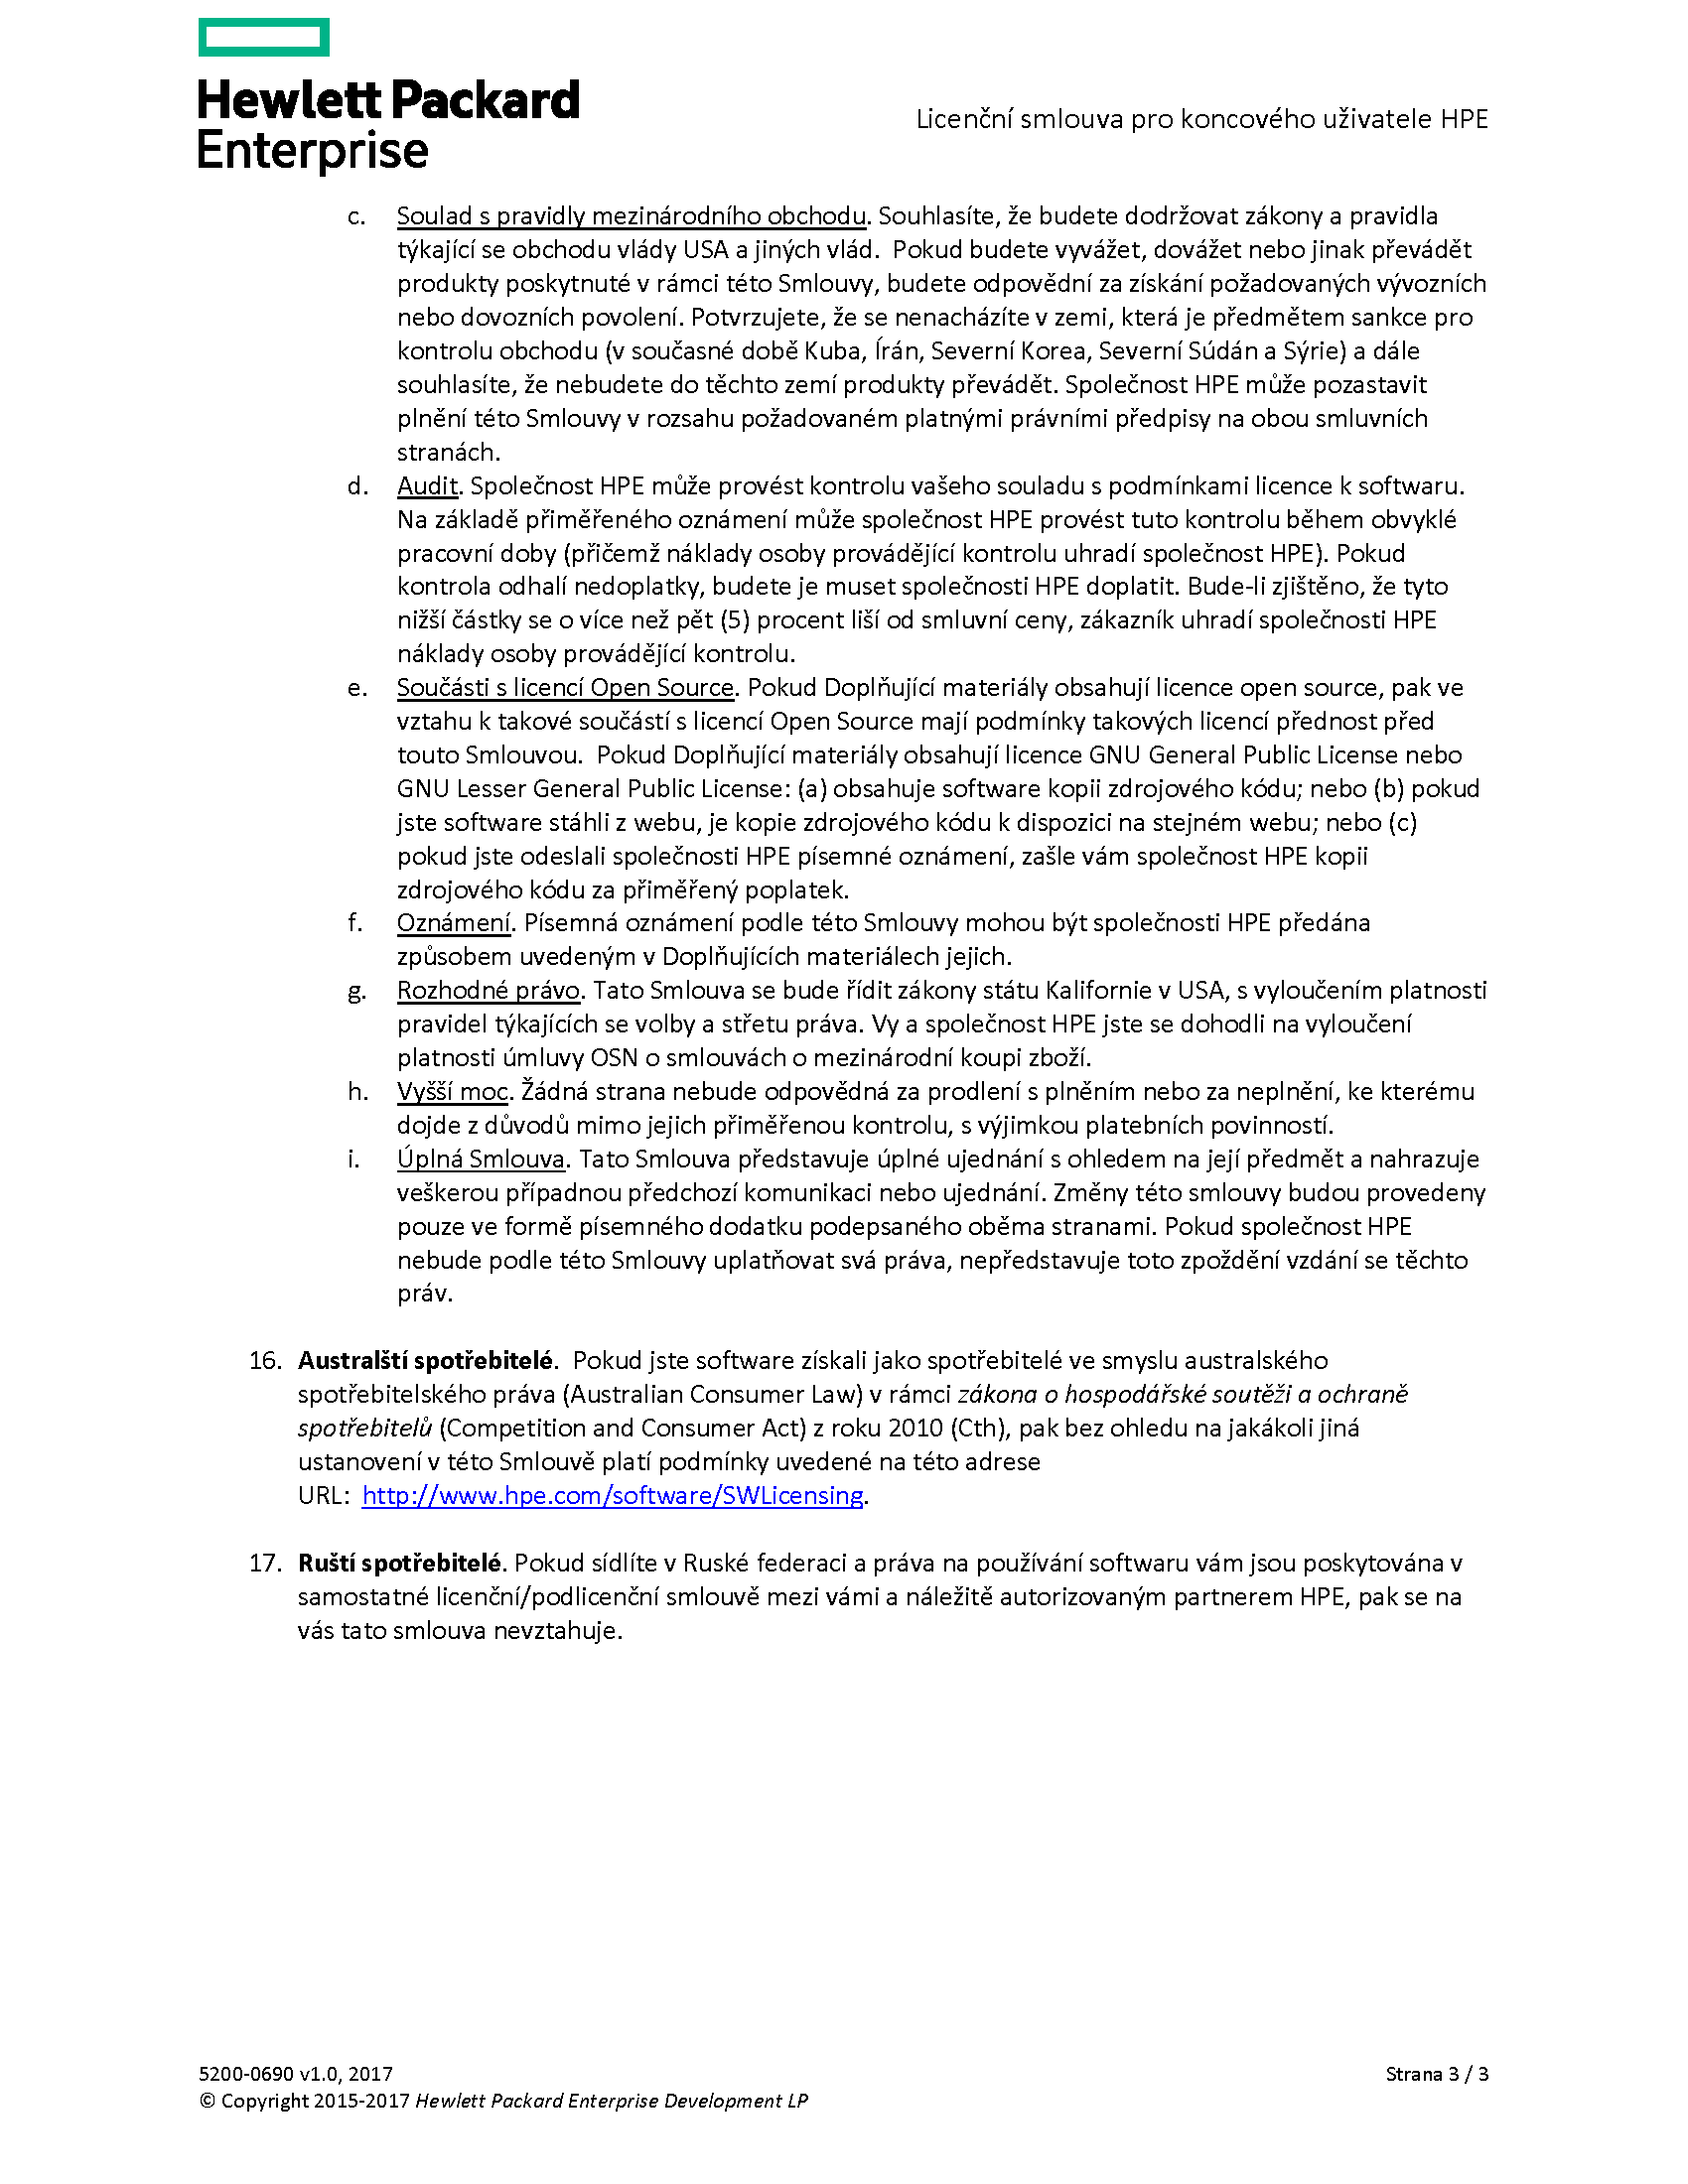 Hewlett Packard
Enterprise
Licenční smlouva pro koncového uživatele HPE
c. Soulad s pravidly mezinárodního obchodu. Souhlasíte, že budete dodržovat zákony a pravidla
týkající se obchodu vlády USA a jiných vlád.  Pokud budete vyvážet, dovážet nebo jinak převádět
produkty poskytnuté v rámci této Smlouvy, budete odpovědní za získání požadovaných vývozních
nebo dovozních povolení. Potvrzujete, že se nenacházíte v zemi, která je předmětem sankce pro
kontrolu obchodu (v současné době Kuba, Írán, Severní Korea, Severní Súdán a Sýrie) a dále
souhlasíte, že nebudete do těchto zemí produkty převádět. Společnost HPE může pozastavit
plnění této Smlouvy v rozsahu požadovaném platnými právními předpisy na obou smluvních
stranách.
d. Audit. Společnost HPE může provést kontrolu vašeho souladu s podmínkami licence k softwaru.
Na základě přiměřeného oznámení může společnost HPE provést tuto kontrolu během obvyklé
pracovní doby (přičemž náklady osoby provádějící kontrolu uhradí společnost HPE). Pokud
kontrola odhalí nedoplatky, budete je muset společnosti HPE doplatit. Bude-li zjištěno, že tyto
nižší částky se o více než pět (5) procent liší od smluvní ceny, zákazník uhradí společnosti HPE
náklady osoby provádějící kontrolu.
e. Součásti s licencí Open Source. Pokud Doplňující materiály obsahují licence open source, pak ve
vztahu k takové součástí s licencí Open Source mají podmínky takových licencí přednost před
touto Smlouvou.  Pokud Doplňující materiály obsahují licence GNU General Public License nebo
GNU Lesser General Public License: (a) obsahuje software kopii zdrojového kódu; nebo (b) pokud
jste software stáhli z webu, je kopie zdrojového kódu k dispozici na stejném webu; nebo (c)
pokud jste odeslali společnosti HPE písemné oznámení, zašle vám společnost HPE kopii
zdrojového kódu za přiměřený poplatek.
f. Oznámení. Písemná oznámení podle této Smlouvy mohou být společnosti HPE předána
způsobem uvedeným v Doplňujících materiálech jejich.
g. Rozhodné právo. Tato Smlouva se bude řídit zákony státu Kalifornie v USA, s vyloučením platnosti
pravidel týkajících se volby a střetu práva. Vy a společnost HPE jste se dohodli na vyloučení
platnosti úmluvy OSN o smlouvách o mezinárodní koupi zboží.
h. Vyšší moc. Žádná strana nebude odpovědná za prodlení s plněním nebo za neplnění, ke kterému
dojde z důvodů mimo jejich přiměřenou kontrolu, s výjimkou platebních povinností.
i. Úplná Smlouva. Tato Smlouva představuje úplné ujednání s ohledem na její předmět a nahrazuje
veškerou případnou předchozí komunikaci nebo ujednání. Změny této smlouvy budou provedeny
pouze ve formě písemného dodatku podepsaného oběma stranami. Pokud společnost HPE
nebude podle této Smlouvy uplatňovat svá práva, nepředstavuje toto zpoždění vzdání se těchto
práv.
16. Australští spotřebitelé.  Pokud jste software získali jako spotřebitelé ve smyslu australského
spotřebitelského práva (Australian Consumer Law) v rámci zákona o hospodářské soutěži a ochraně
spotřebitelů (Competition and Consumer Act) z roku 2010 (Cth), pak bez ohledu na jakákoli jiná
ustanovení v této Smlouvě platí podmínky uvedené na této adrese
URL:  http://www.hpe.com/software/SWLicensing.
17. Ruští spotřebitelé. Pokud sídlíte v Ruské federaci a práva na používání softwaru vám jsou poskytována v
samostatné licenční/podlicenční smlouvě mezi vámi a náležitě autorizovaným partnerem HPE, pak se na
vás tato smlouva nevztahuje.
5200-0690 v1.0, 2017
Strana 3 / 3
© Copyright 2015-2017 Hewlett Packard Enterprise Development LP